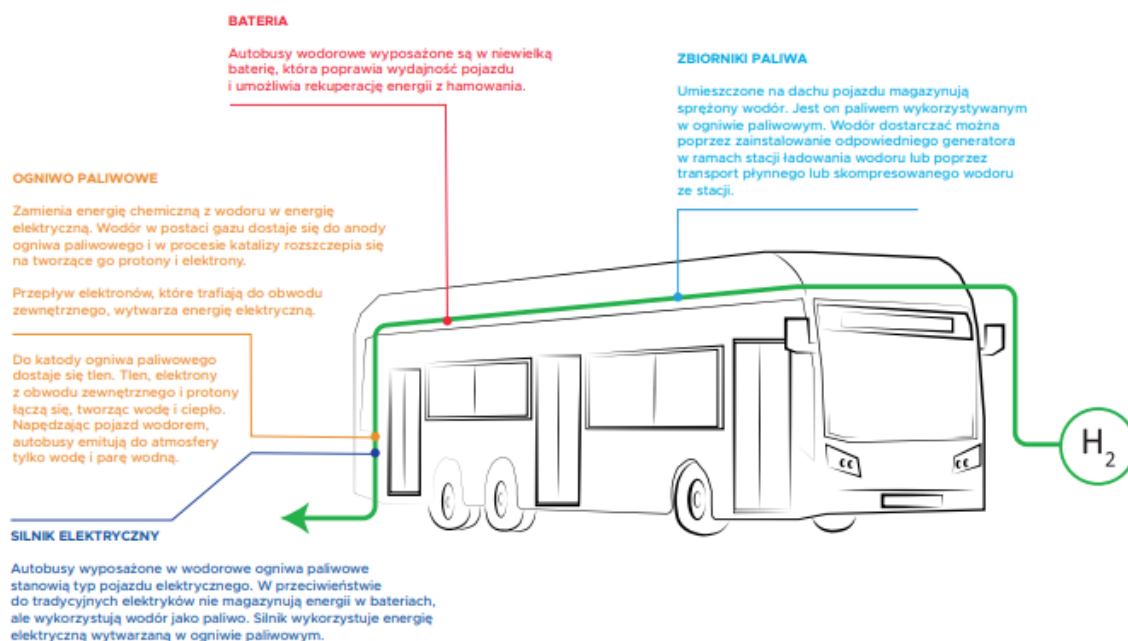 BATERIA
Autobusy wodorowe wyposażone są w niewielką
baterię, która poprawia wydajność pojazdu
i umożliwia rekuperację energii z hamowania.
ZBIORNIKI PALIWA
Umieszczone na dachu pojazdu magazynują
sprężony wodór. Jest on paliwem wykorzystywanym
w ogniwie paliwowym. Wodór dostarczać można
poprzez zainstalowanie odpowiedniego generatora
w ramach stacji ładowania wodoru lub poprzez
transport płynnego lub skompresowanego wodoru
ze stacji.
OGNIWO PALIWOWE
Zamienia energię chemiczną z wodoru w energię
elektryczną. Wodór w postaci gazu dostaje się do anody
ogniwa paliwowego i w procesie katalizy rozszczepia się
na tworzące go protony i elektrony.
Przepływ elektronów, które trafiają do obwodu
zewnętrznego, wytwarza energię elektryczną.
Do katody ogniwa paliwowego
dostaje się tlen. Tlen, elektrony
z obwodu zewnętrznego i protony
łączą się, tworząc wodę i ciepło.
Napędzając pojazd wodorem,
autobusy emitują do atmosfery
tylko wodę i parę wodną.
H₂
SILNIK ELEKTRYCZNY
Autobusy wyposażone w wodorowe ogniwa paliwowe
stanowią typ pojazdu elektrycznego. W przeciwieństwie
do tradycyjnych elektryków nie magazynują energii w bateriach,
ale wykorzystują wodór jako paliwo. Silnik wykorzystuje energię
elektryczną wytwarzaną w ogniwie paliwowym.